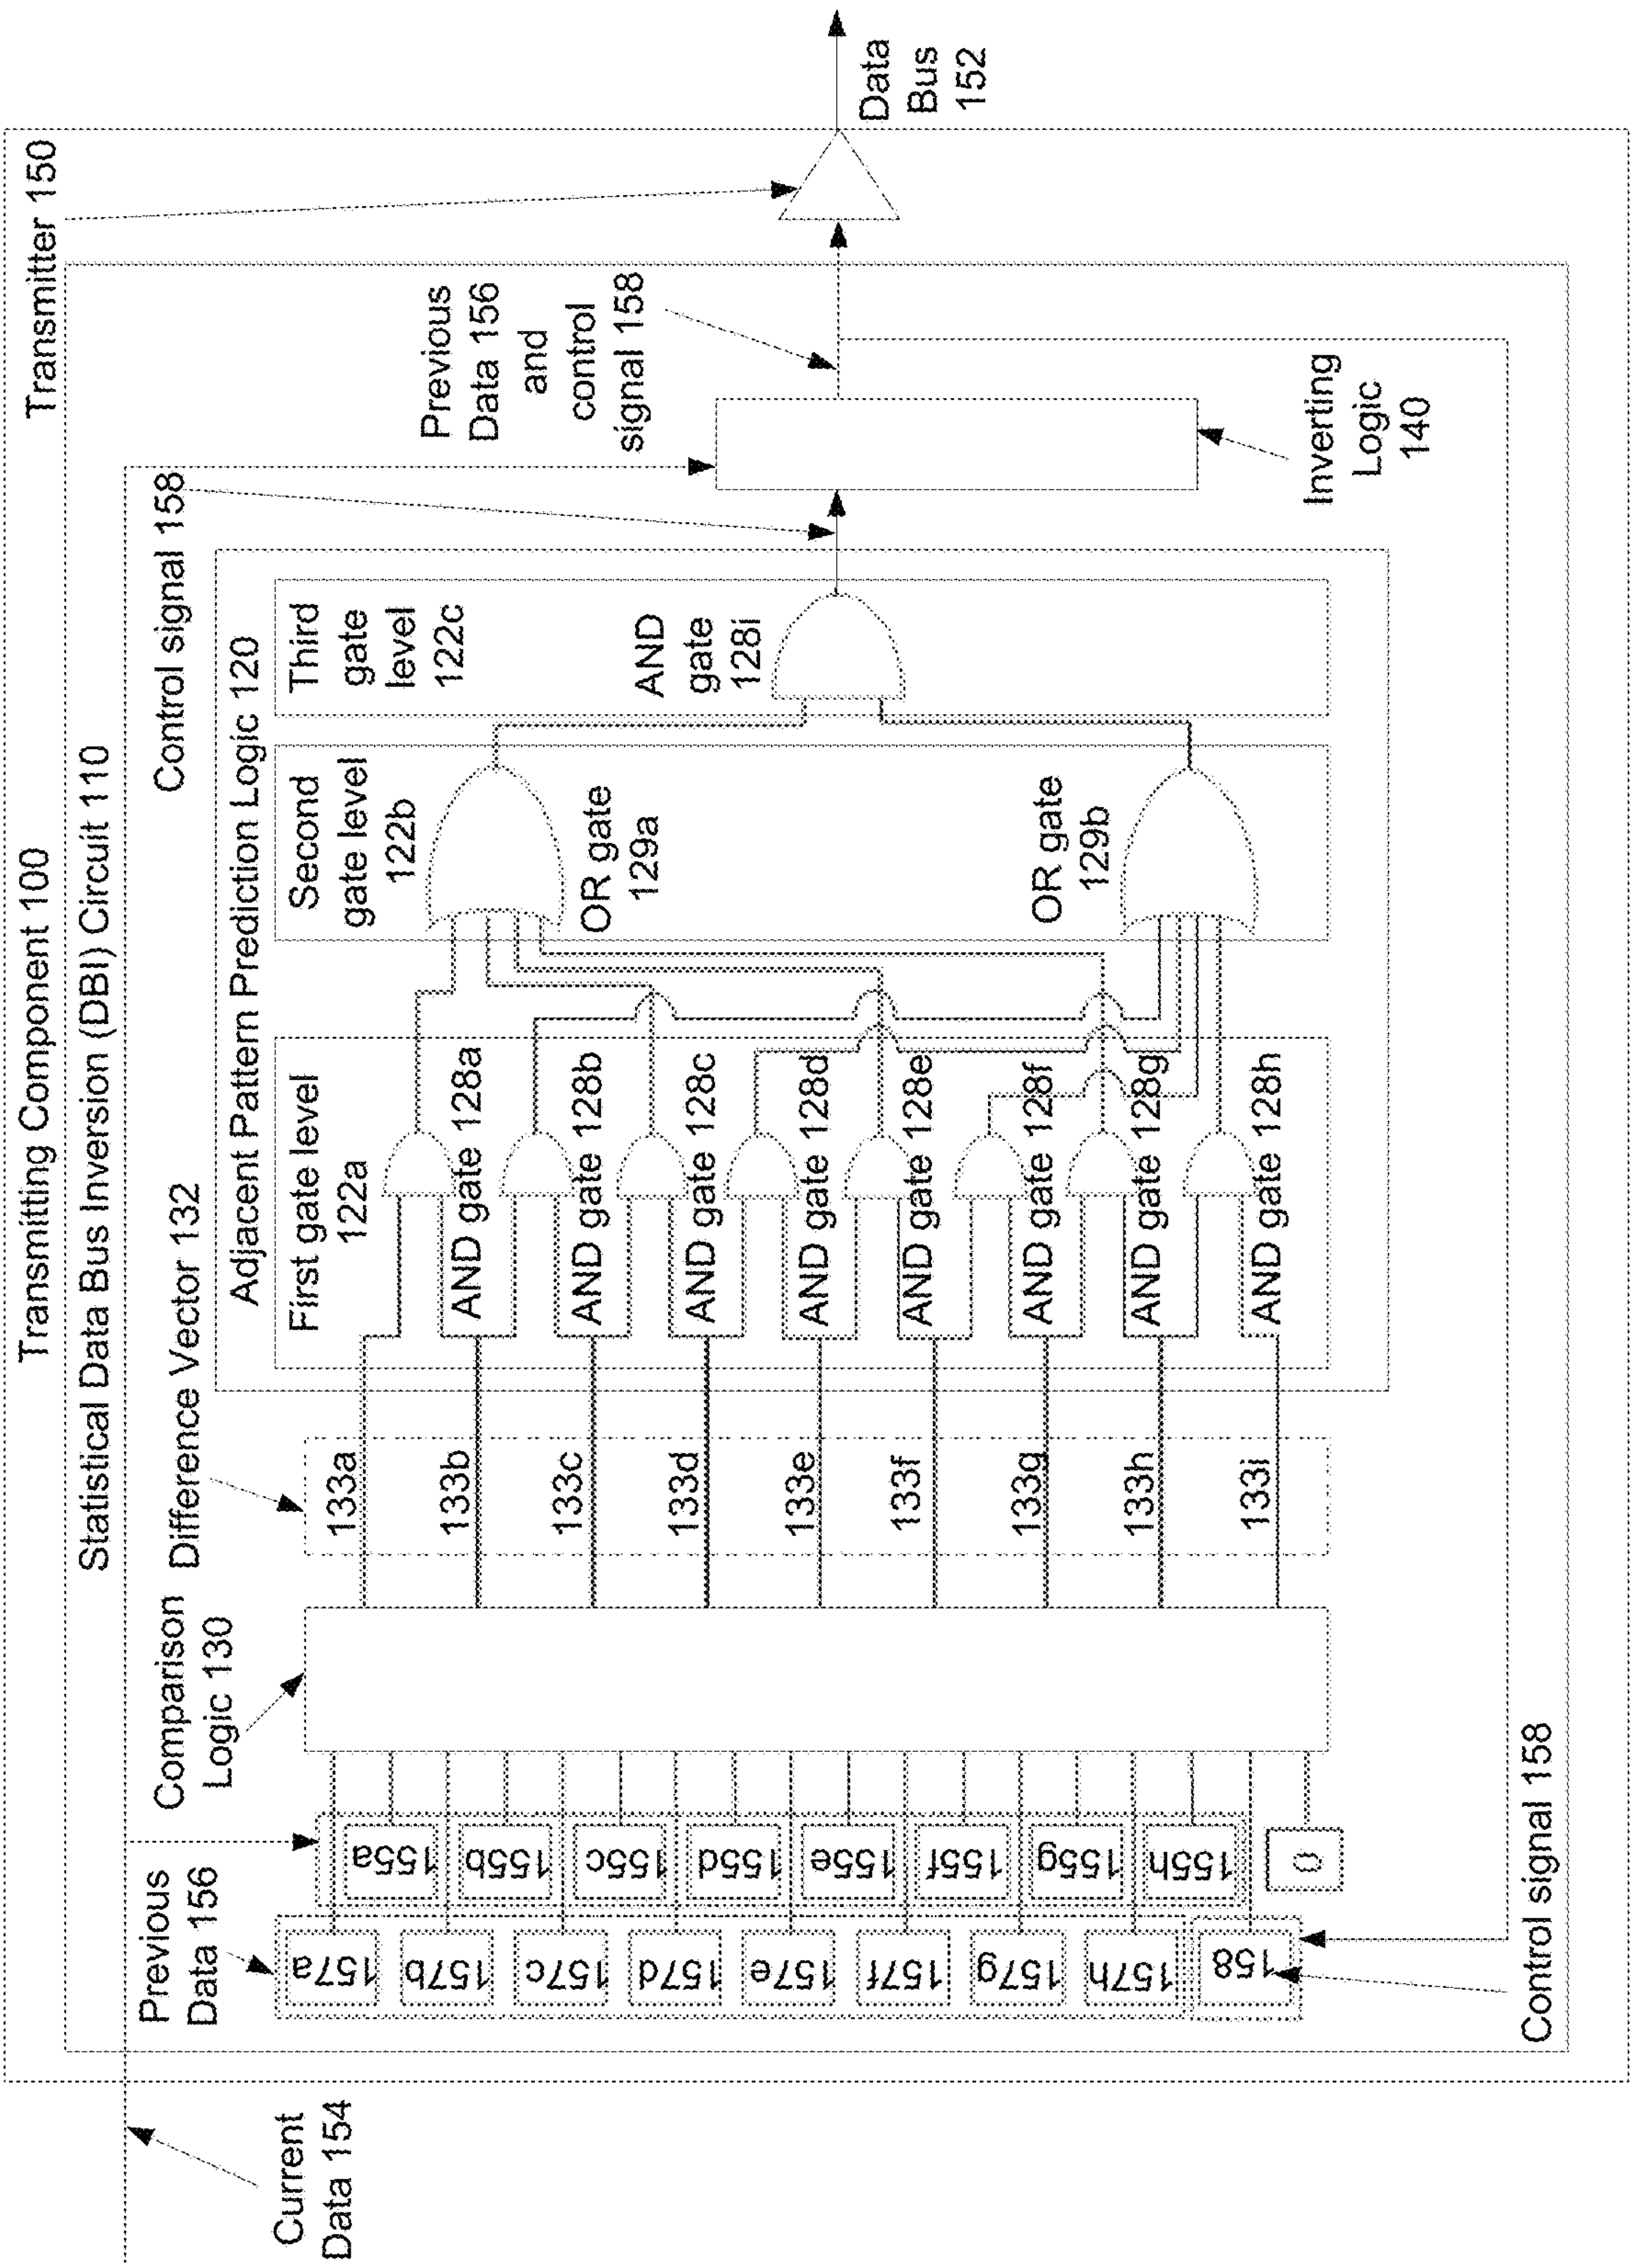 Transmitting Component 100
Statistical Data Bus Inversion (DBI) Circuit 110
Transmitter 150
Current
Data 154
Previous
Data 156
Comparison
Logic 130
Difference Vector 132
Control signal 158
Adjacent Pattern Prediction Logic 120
First gate level
122a
Second
gate level
122b
Third
gate
level
122c
Previous
Data 156
and
control
signal 158
Data
Bus
152
157a
157b
157c
157d
157e
157f
157g
157h
158
155a
155b
155c
155d
155e
155f
155g
155h
0
133a
133b
133c
133d
133e
133f
133g
133h
133i
AND gate 128a
AND gate 128b
AND gate 128c
AND gate 128d
AND gate 128e
AND gate 128f
AND gate 128g
AND gate 128h
OR gate
129a
OR gate
129b
AND
gate
128i
Inverting
Logic
140
Control signal 158